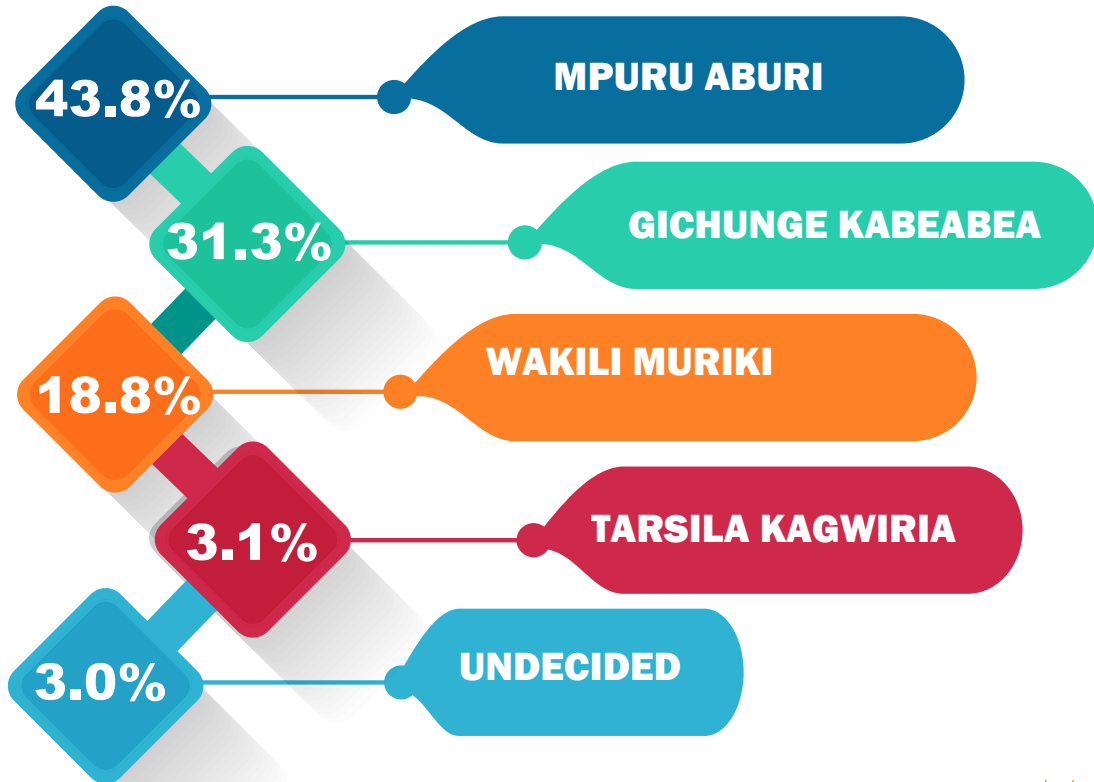 43.8% MPURU ABURI
31.3% GICHUNGE KABEABEA
18.8% WAKILI MURIKI
3.1% TARSILA KAGWIRIA
3.0% UNDECIDED